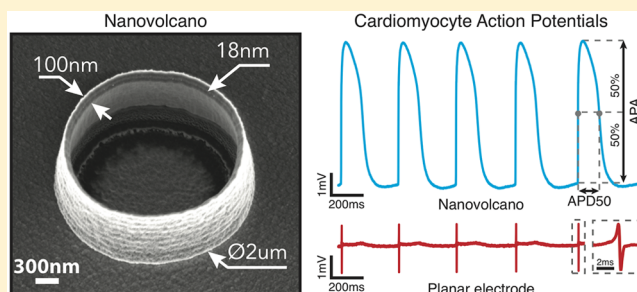 Nanovolcano
100nm
18nm
Ø2um
300nm
Cardiomyocyte Action Potentials
50%
50%
APA
1mV
200ms
Nanovolcano
APD50
1mV
200ms
Planar electrode
2ms